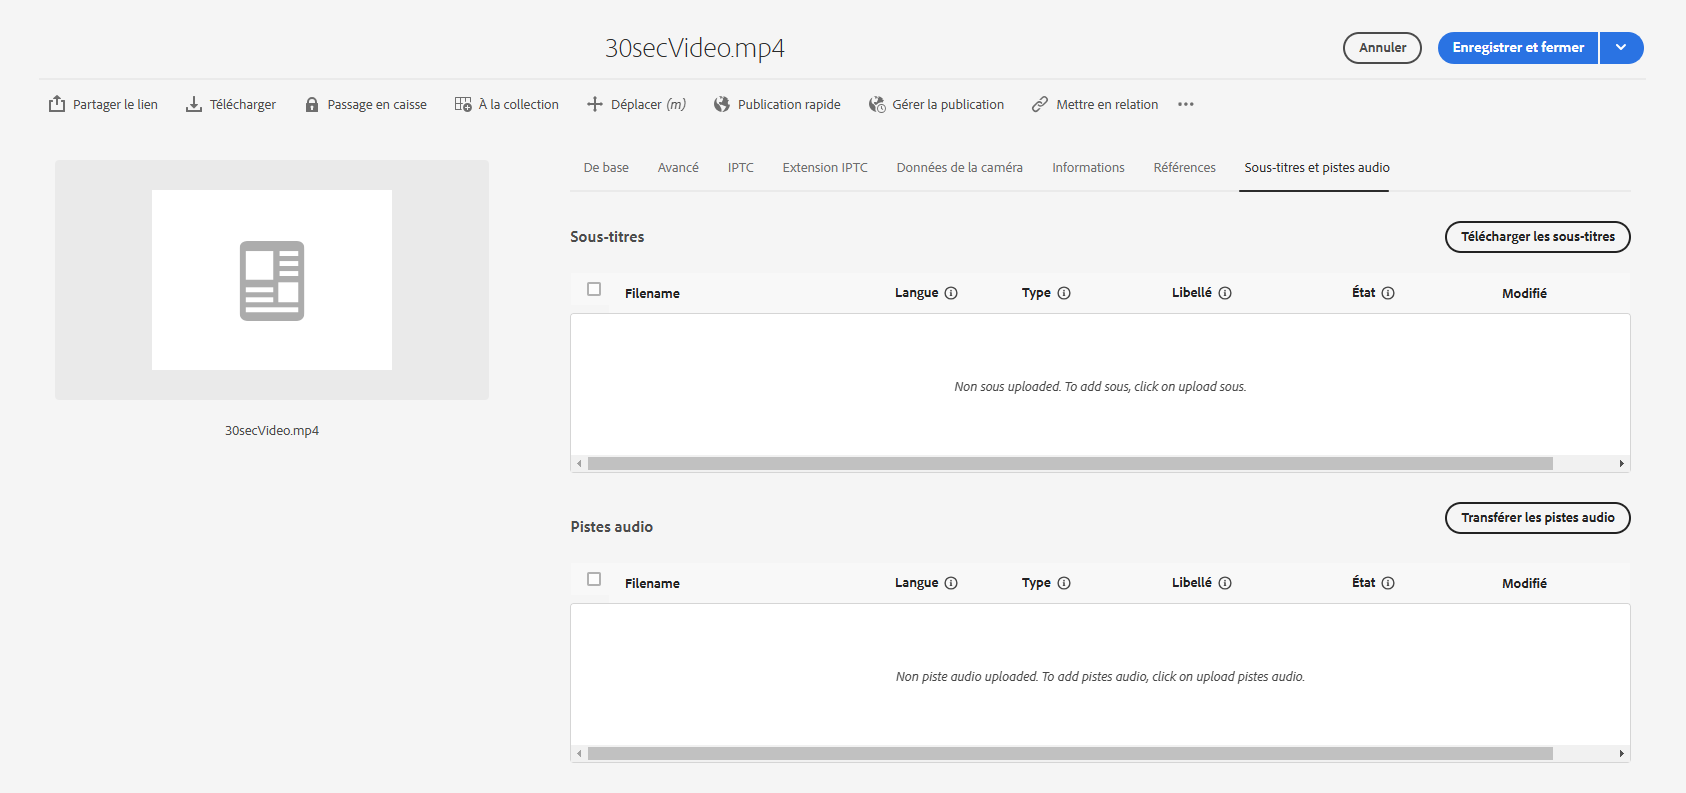 30secVideo.mp4
Annuler
Enregistrer et fermer
Partager le lien
Télécharger
Passage en caisse
À la collection
Déplacer (m)
Publication rapide
Gérer la publication
Mettre en relation
De base
Avancé
IPTC
Extension IPTC
Données de la caméra
Informations
Références
Sous-titres et pistes audio
30secVideo.mp4
Sous-titres
Télécharger les sous-titres
Filename
Langue
Type
Libellé
État
Modifié
Non sous uploaded. To add sous, click on upload sous.
Pistes audio
Transférer les pistes audio
Filename
Langue
Type
Libellé
État
Modifié
Non piste audio uploaded. To add pistes audio, click on upload pistes audio.